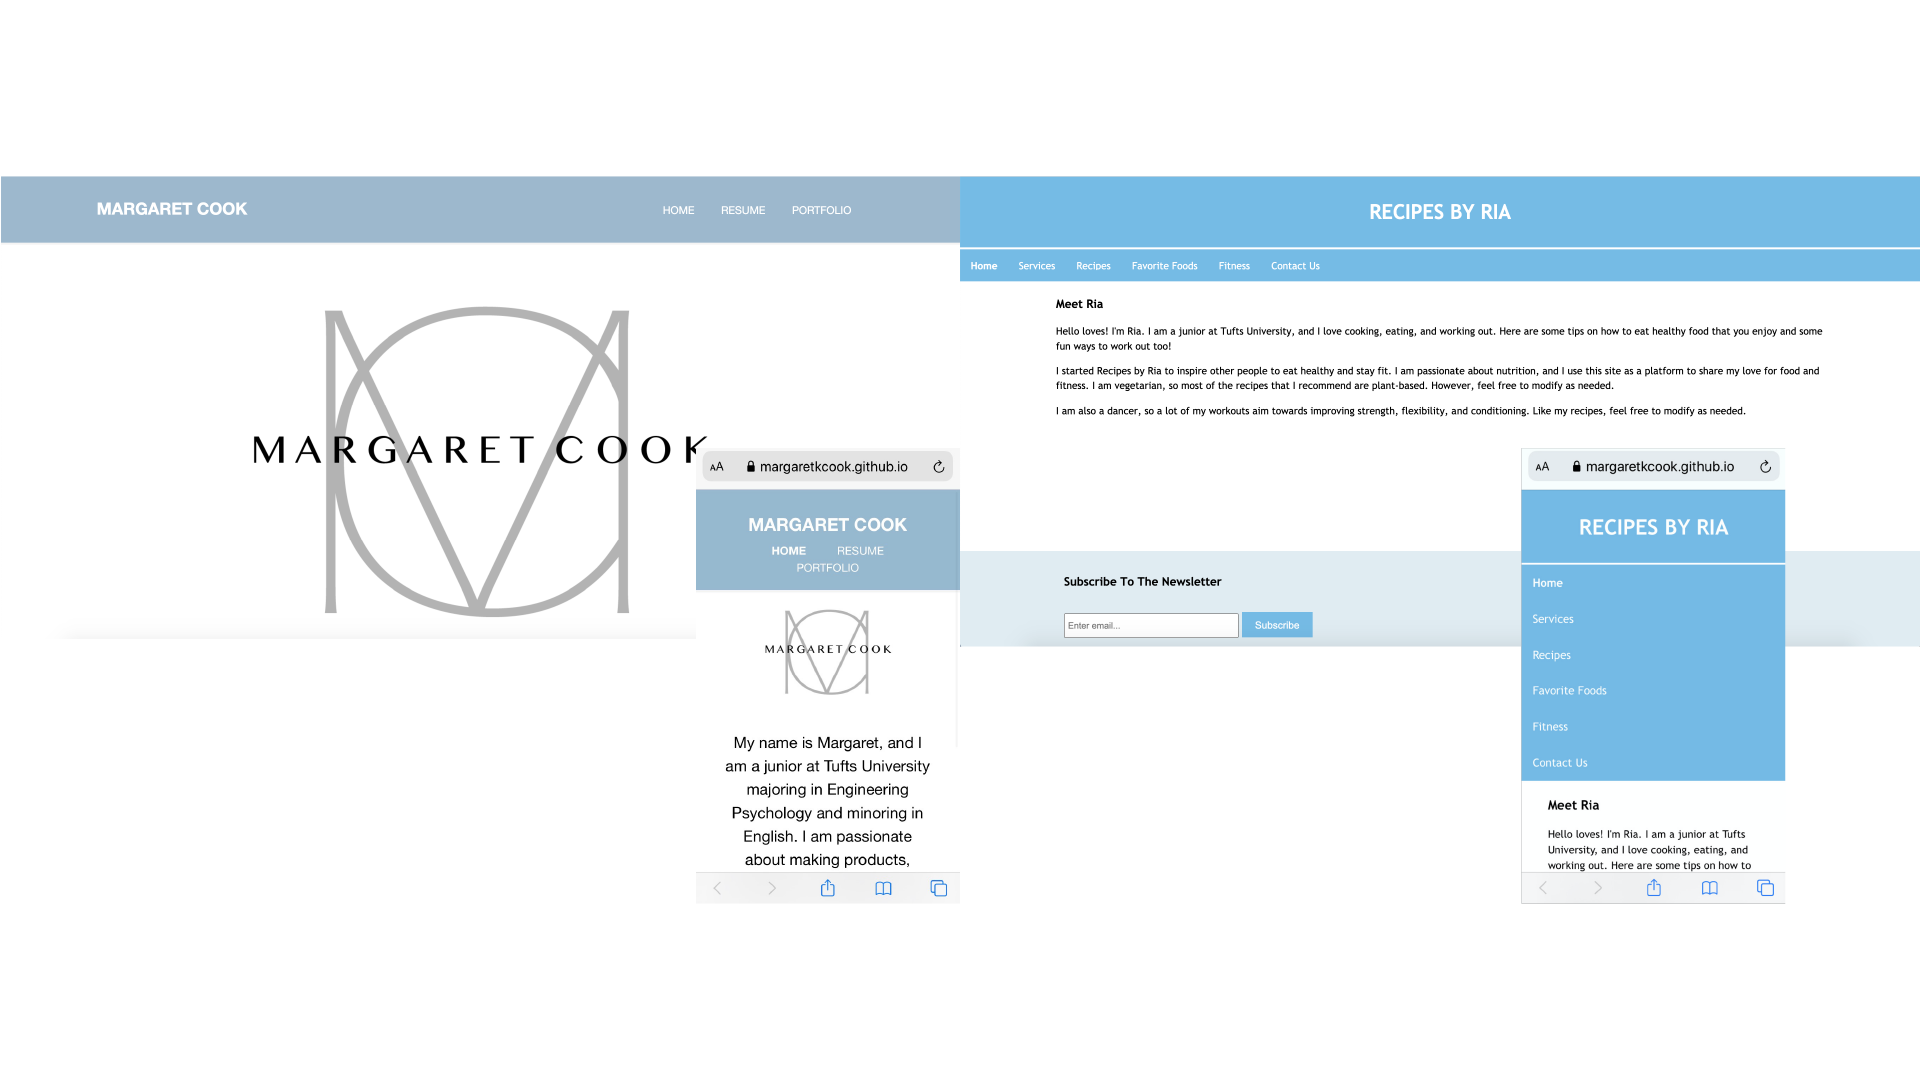 MARGARET COOK
HOME RESUME PORTFOLIO
MARGARET COOK
AA margaretkcook.github.io
MARGARET COOK
HOME RESUME
PORTFOLIO
MARGARET COOK
My name is Margaret, and I
am a junior at Tufts University
majoring in Engineering
Psychology and minoring in
English. I am passionate
about making products,
RECIPES BY RIA
Home Services Recipes Favorite Foods Fitness Contact Us
Meet Ria
Hello loves! I'm Ria. I am a junior at Tufts University, and I love cooking, eating, and working out. Here are some tips on how to eat healthy food that you enjoy and some
fun ways to work out too!
I started Recipes by Ria to inspire other people to eat healthy and stay fit. I am passionate about nutrition, and I use this site as a platform to share my love for food and
fitness. I am vegetarian, so most of the recipes that I recommend are plant-based. However, feel free to modify as needed.
I am also a dancer, so a lot of my workouts aim towards improving strength, flexibility, and conditioning. Like my recipes, feel free to modify as needed.
Subscribe To The Newsletter
Enter email... Subscribe
AA margaretkcook.github.io
RECIPES BY RIA
Home
Services
Recipes
Favorite Foods
Fitness
Contact Us
Meet Ria
Hello loves! I'm Ria. I am a junior at Tufts
University, and I love cooking, eating, and
working out. Here are some tips on how to